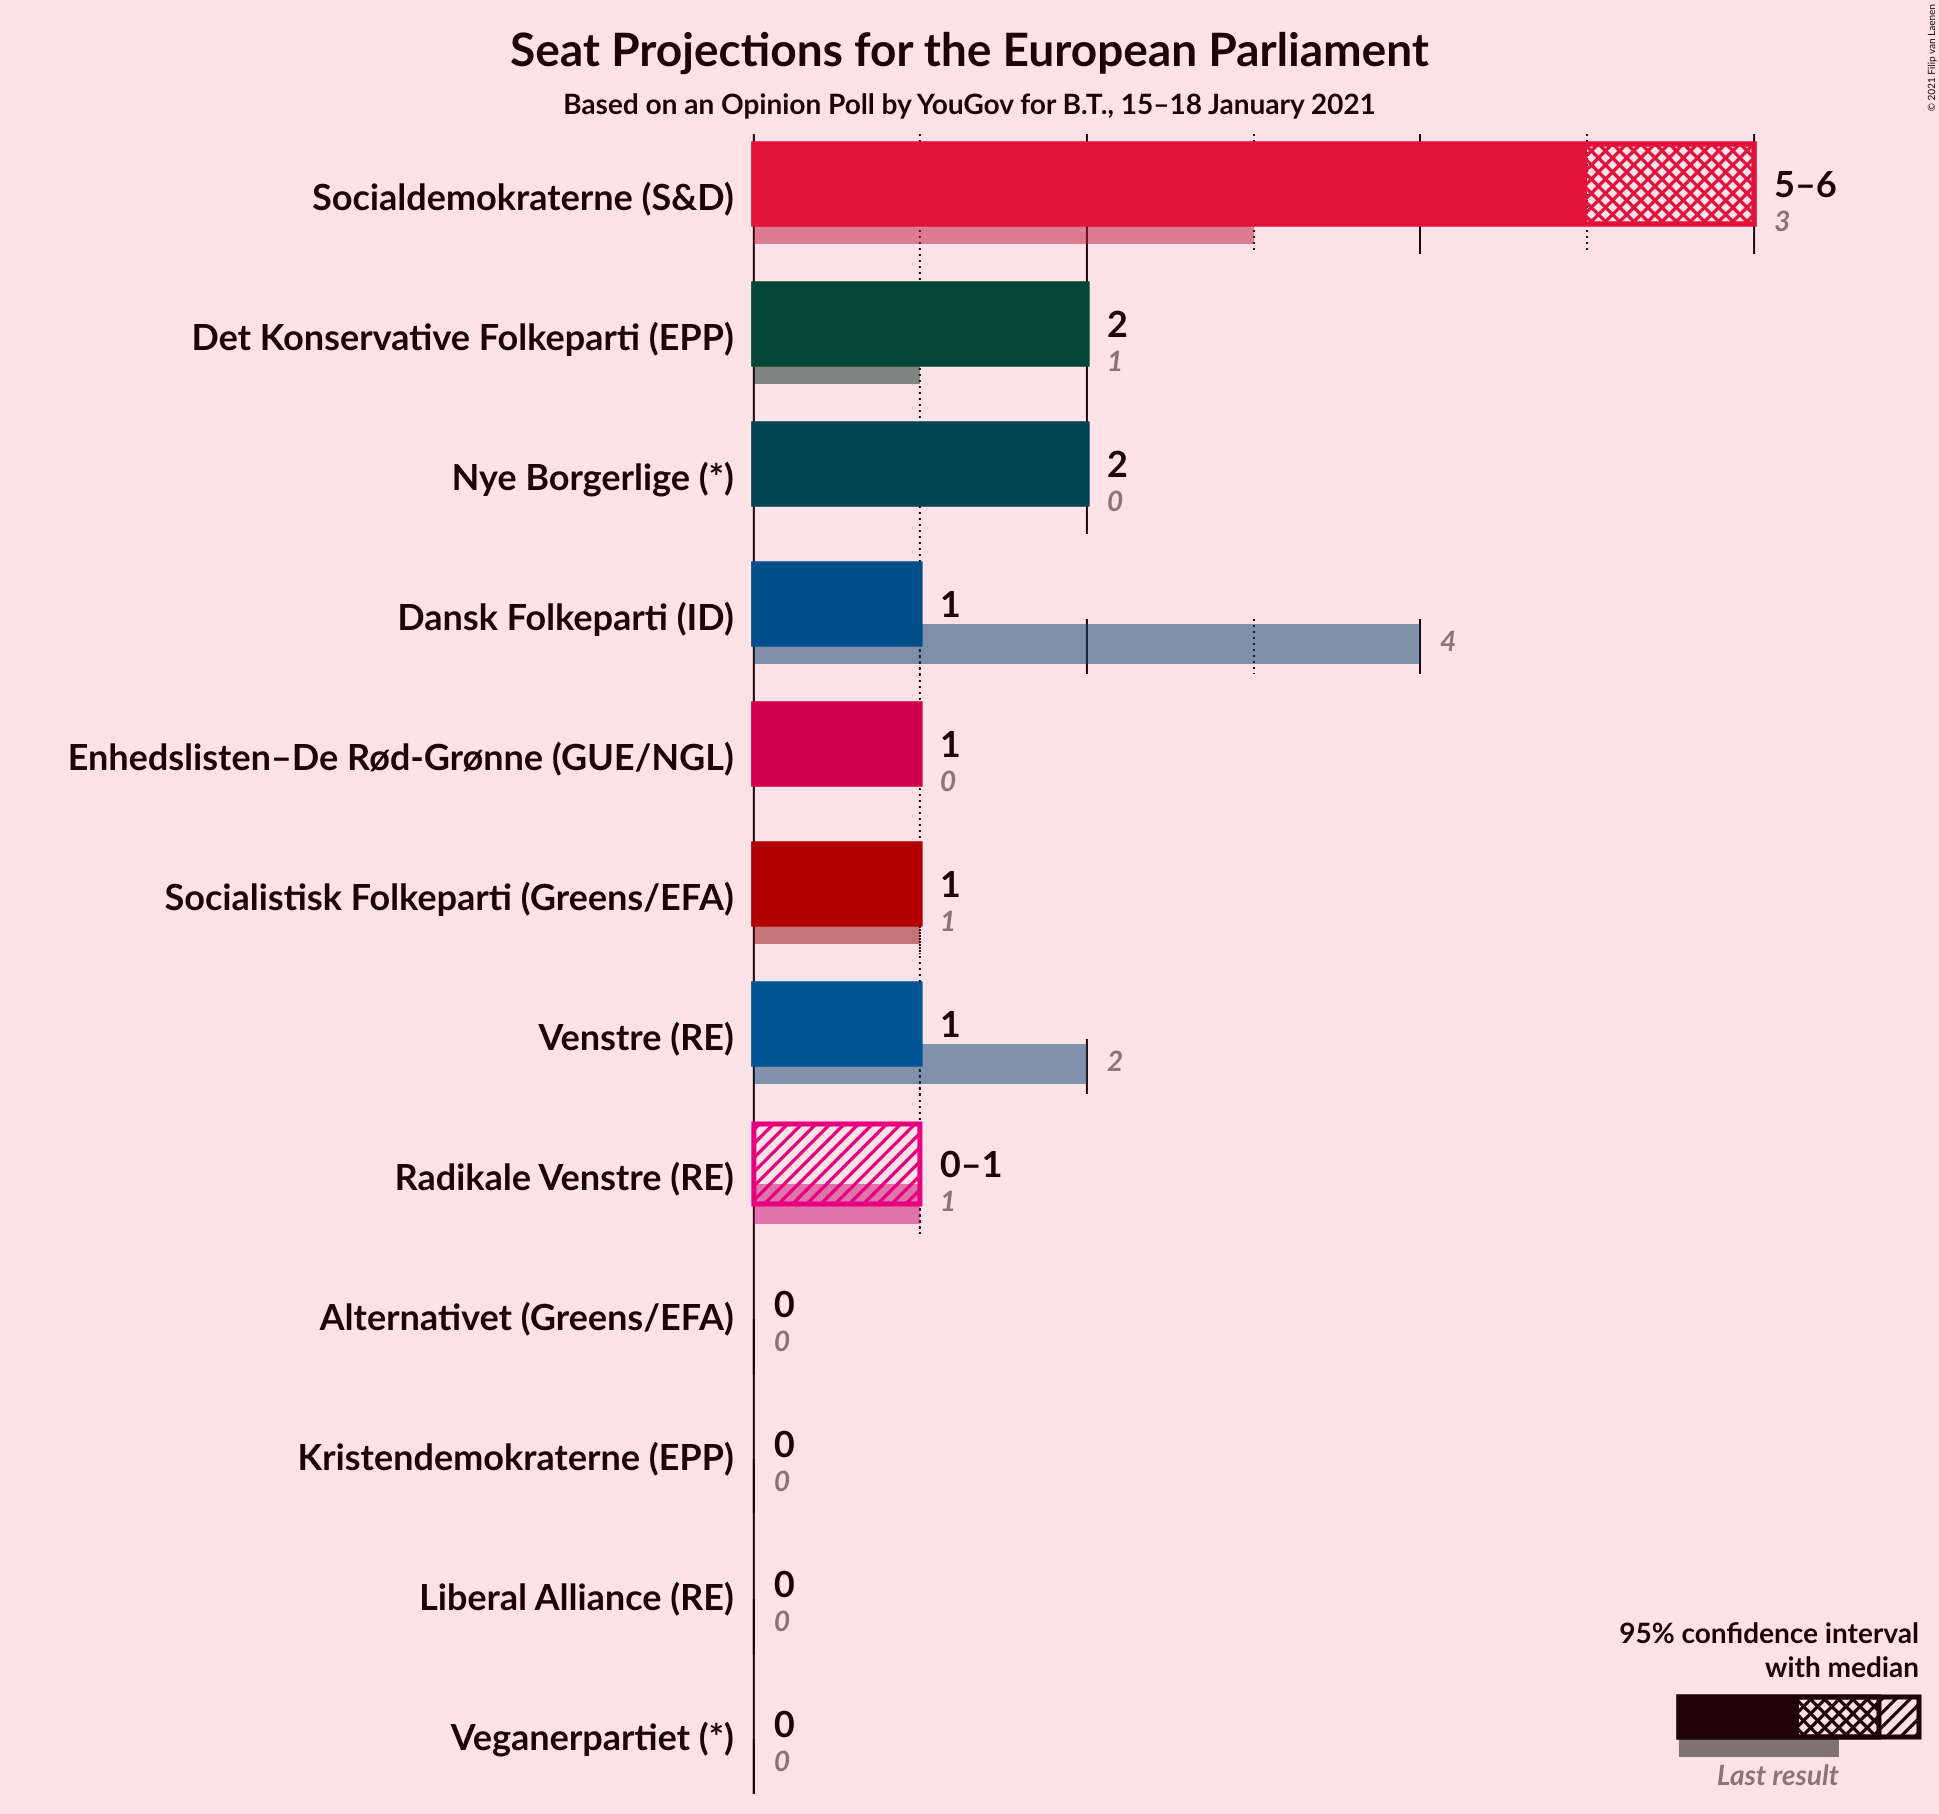 Seat Projections for the European Parliament
Based on an Opinion Poll by YouGov for B.T., 15–18 January 2021
© 2021 Filip van Laenen
Socialdemokraterne (S&D)
5–6
3
Det Konservative Folkeparti (EPP)
2
1
Nye Borgerlige (*)
2
0
Dansk Folkeparti (ID)
1
4
Enhedslisten–De Rød-Grønne (GUE/NGL)
1
0
Socialistisk Folkeparti (Greens/EFA)
1
1
Venstre (RE)
1
2
Radikale Venstre (RE)
0–1
1
Alternativet (Greens/EFA)
0
0
Kristendemokraterne (EPP)
0
0
Liberal Alliance (RE)
0
0
Veganerpartiet (*)
0
0
95% confidence interval
with median
Last result